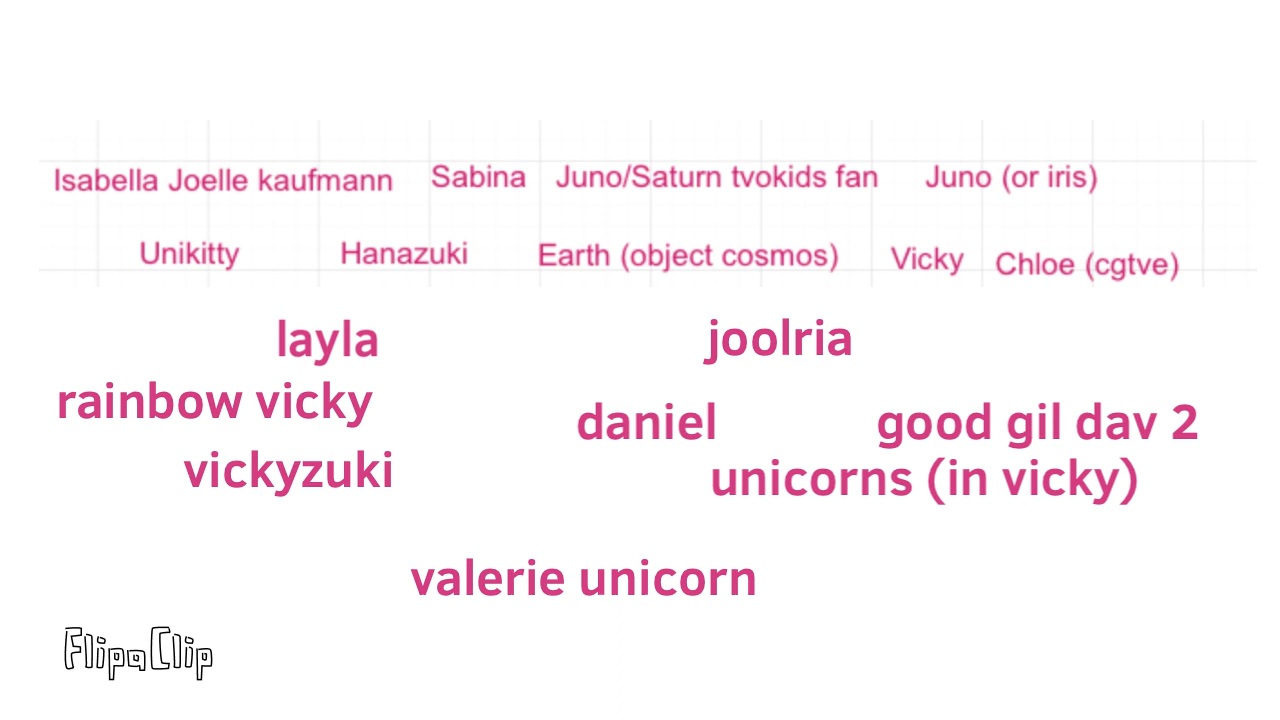 Isabella Joelle kaufmann Sabina Juno/Saturn tvokids fan Juno (or iris)
Unikitty Hanazuki Earth (object cosmos) Vicky Chloe (cgtve)
layla joolria
rainbow vicky daniel good gil dav 2
vickyzuki unicorns (in vicky)
valerie unicorn
FlipaClip